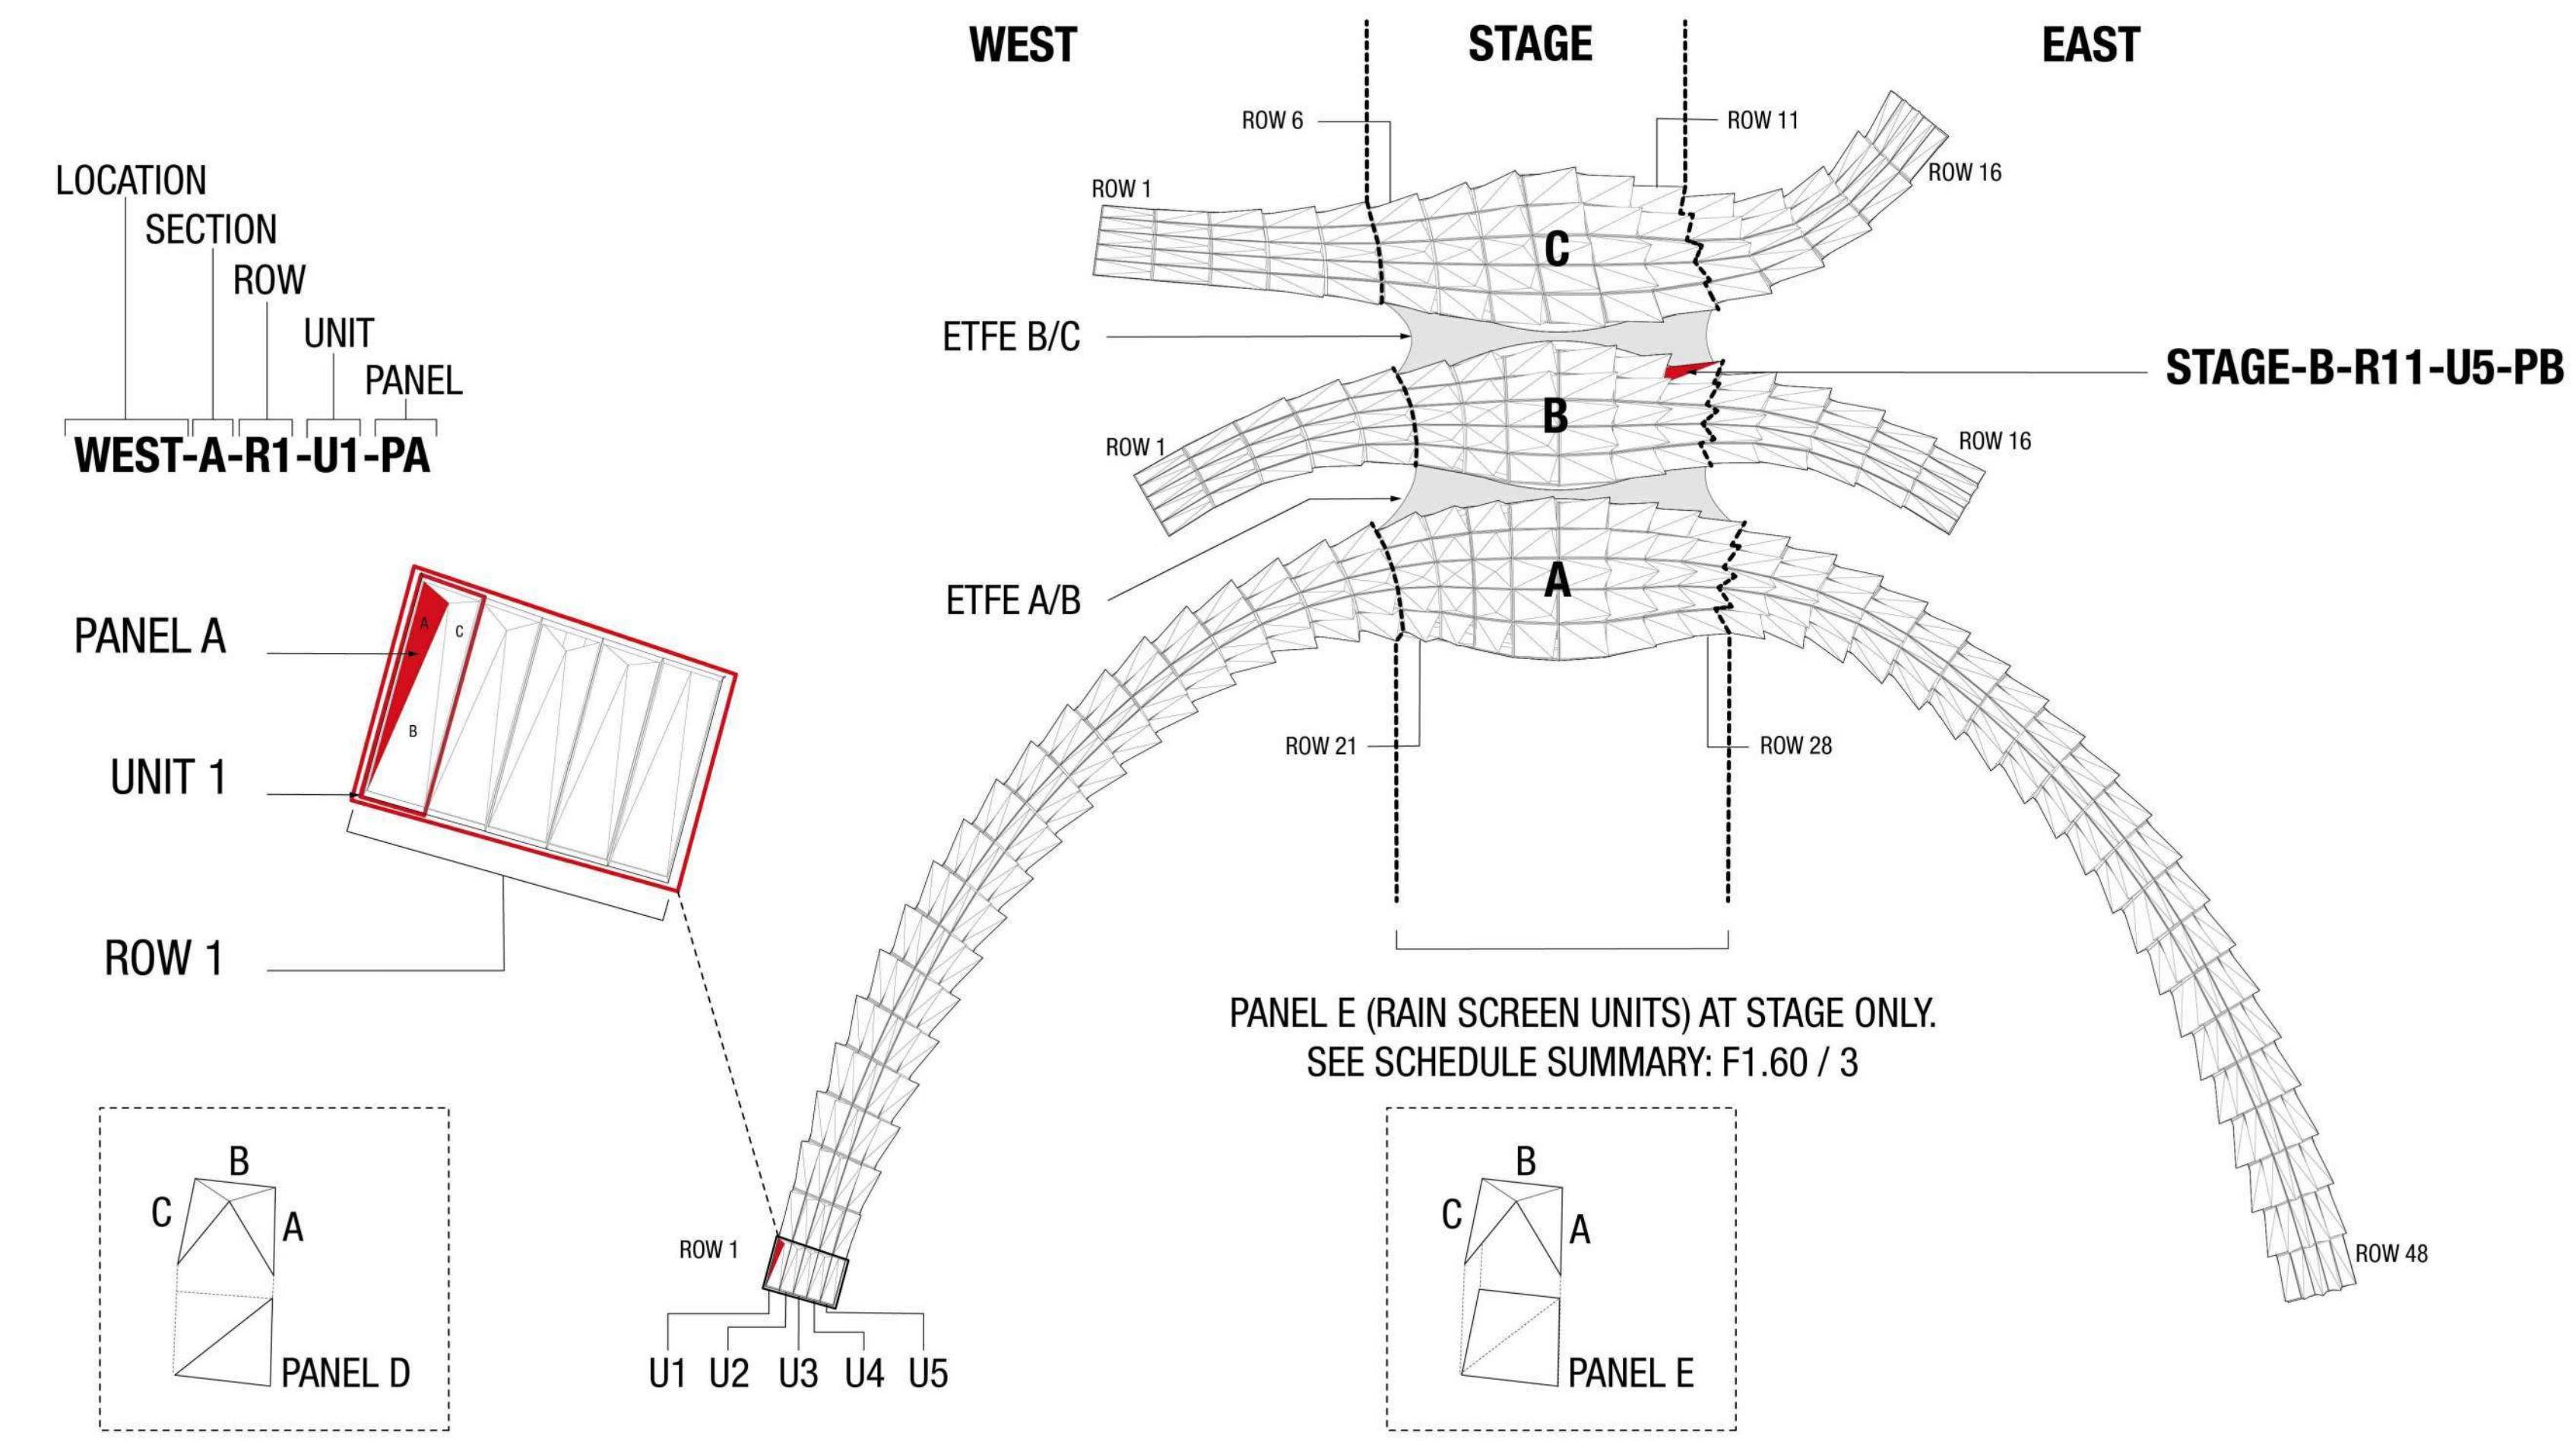 WEST
STAGE
EAST
ROW 6
ROW 11
ROW 1
ROW 16
C
LOCATION
SECTION
ROW
UNIT
PANEL
WEST-A-R1-U1-PA
ETFE B/C
STAGE-B-R11-U5-PB
B
ROW 1
ROW 16
ETFE A/B
A
PANEL A
A
C
B
UNIT 1
ROW 1
ROW 21
ROW 28
PANEL E (RAIN SCREEN UNITS) AT STAGE ONLY.
SEE SCHEDULE SUMMARY: F1.60 / 3
B
C
A
PANEL D
ROW 1
U1 U2 U3 U4 U5
B
C
A
PANEL E
ROW 48